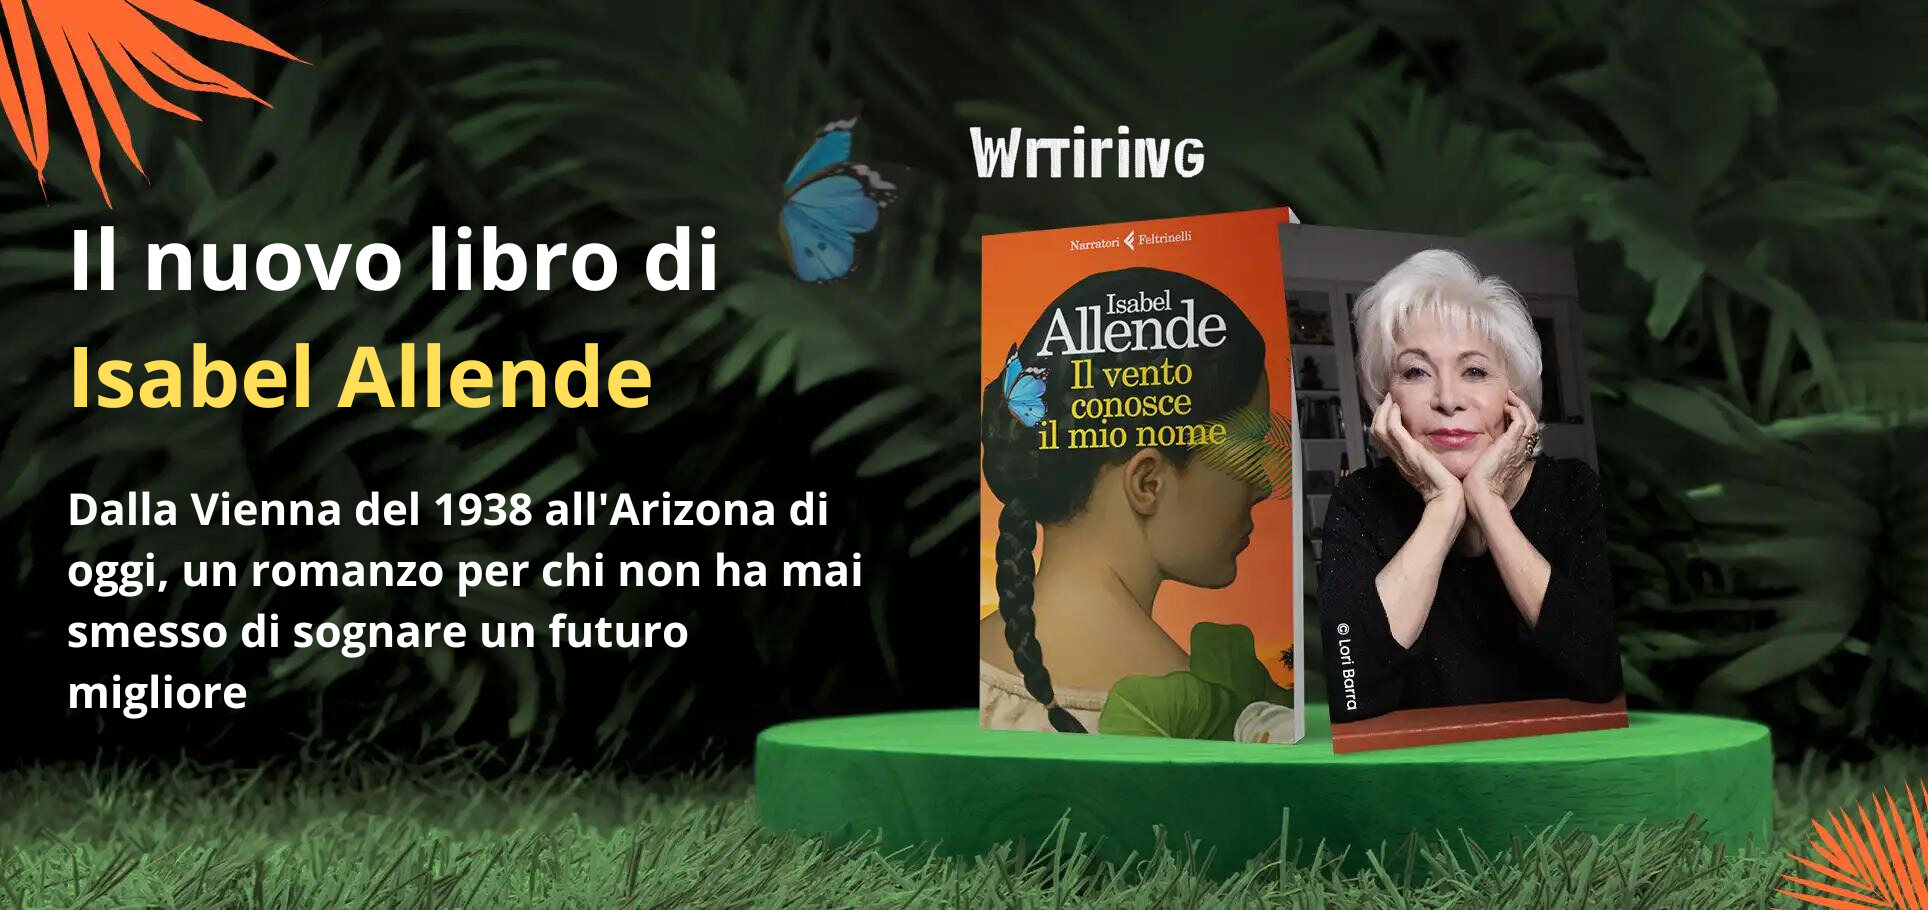 Il nuovo libro di
Isabel Allende
Dalla Vienna del 1938 all'Arizona di
oggi, un romanzo per chi non ha mai
smesso di sognare un futuro
migliore
Wrtirivg
Narratori Feltrinelli
Isabel
Allende
Il vento
conosce
il mio nome
© Lori Barra